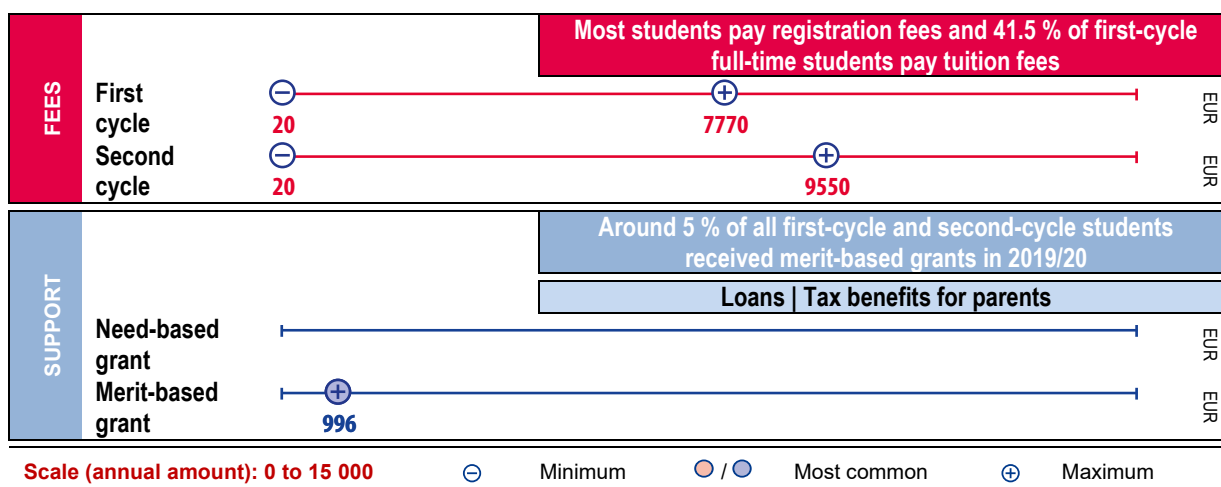 Most students pay registration fees and 41.5 % of first-cycle
full-time students pay tuition fees
FEES
First
cycle
20
7770
EUR
Second
cycle
20
9550
EUR
Around 5 % of all first-cycle and second-cycle students
received merit-based grants in 2019/20
Loans | Tax benefits for parents
SUPPORT
Need-based
grant
EUR
Merit-based
grant
996
EUR
Scale (annual amount): 0 to 15 000
Minimum
/
Most common
Maximum